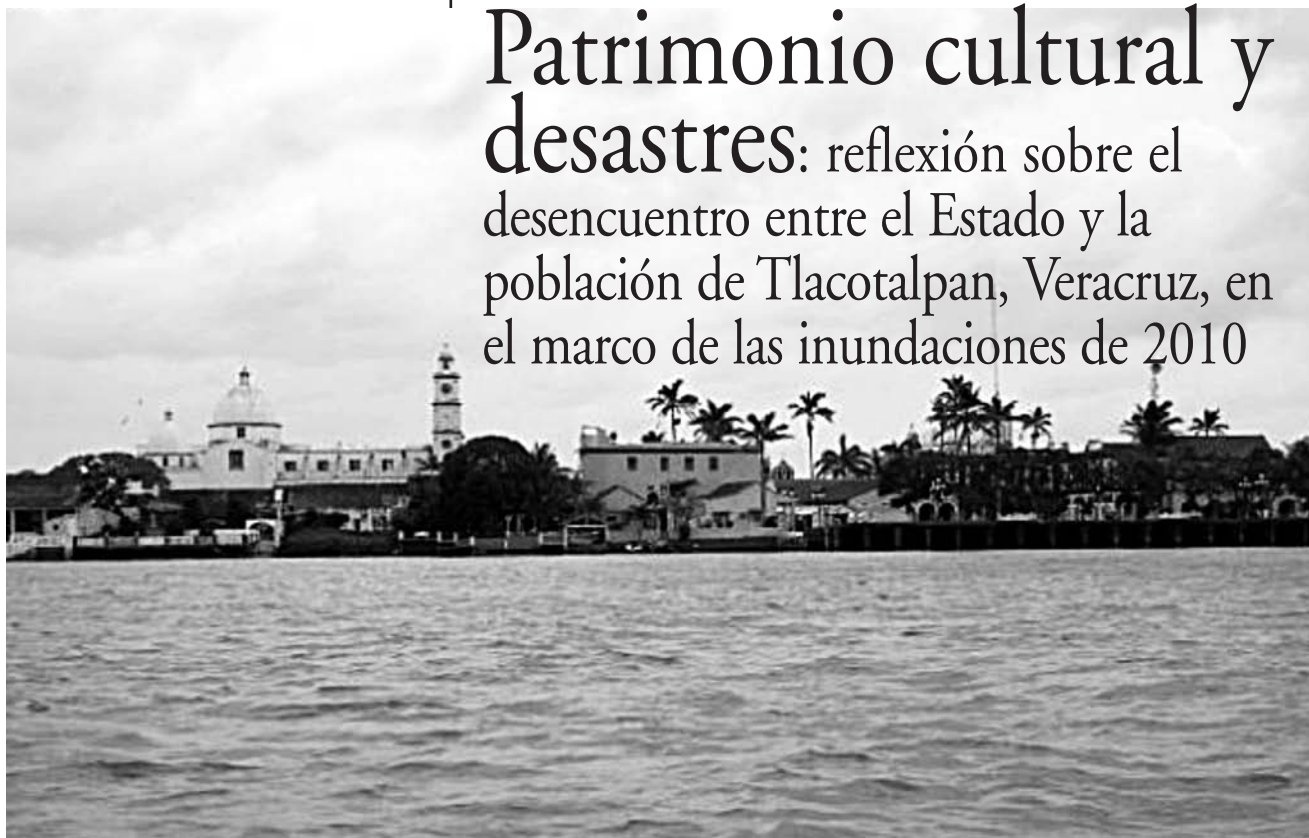 Patrimonio cultural y
desastres: reflexión sobre el
desencuentro entre el Estado y la
población de Tlacotalpan, Veracruz, en
el marco de las inundaciones de 2010